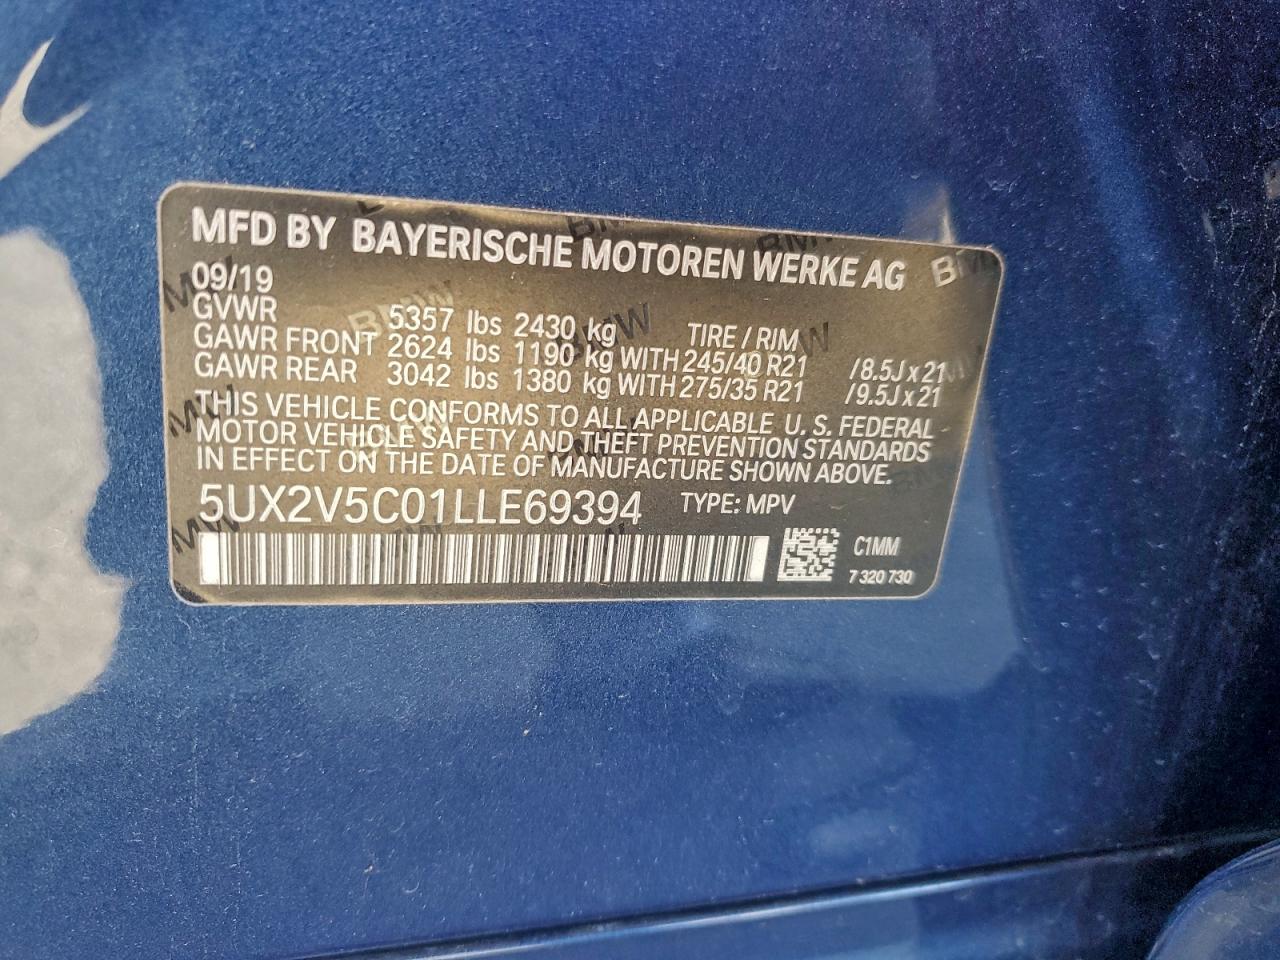 MFD BY BAYERISCHE MOTOREN WERKE AG
09/19
GVWR 5357 lbs 2430 kg TIRE / RIM
GAWR FRONT 2624 lbs 1190 kg WITH 245/40 R21 /8.5J x 21
GAWR REAR 3042 lbs 1380 kg WITH 275/35 R21 /9.5J x 21
THIS VEHICLE CONFORMS TO ALL APPLICABLE U. S. FEDERAL
MOTOR VEHICLE SAFETY AND THEFT PREVENTION STANDARDS
IN EFFECT ON THE DATE OF MANUFACTURE SHOWN ABOVE.
5UX2V5C01LLE69394 TYPE: MPV
C1MM
7 320 730